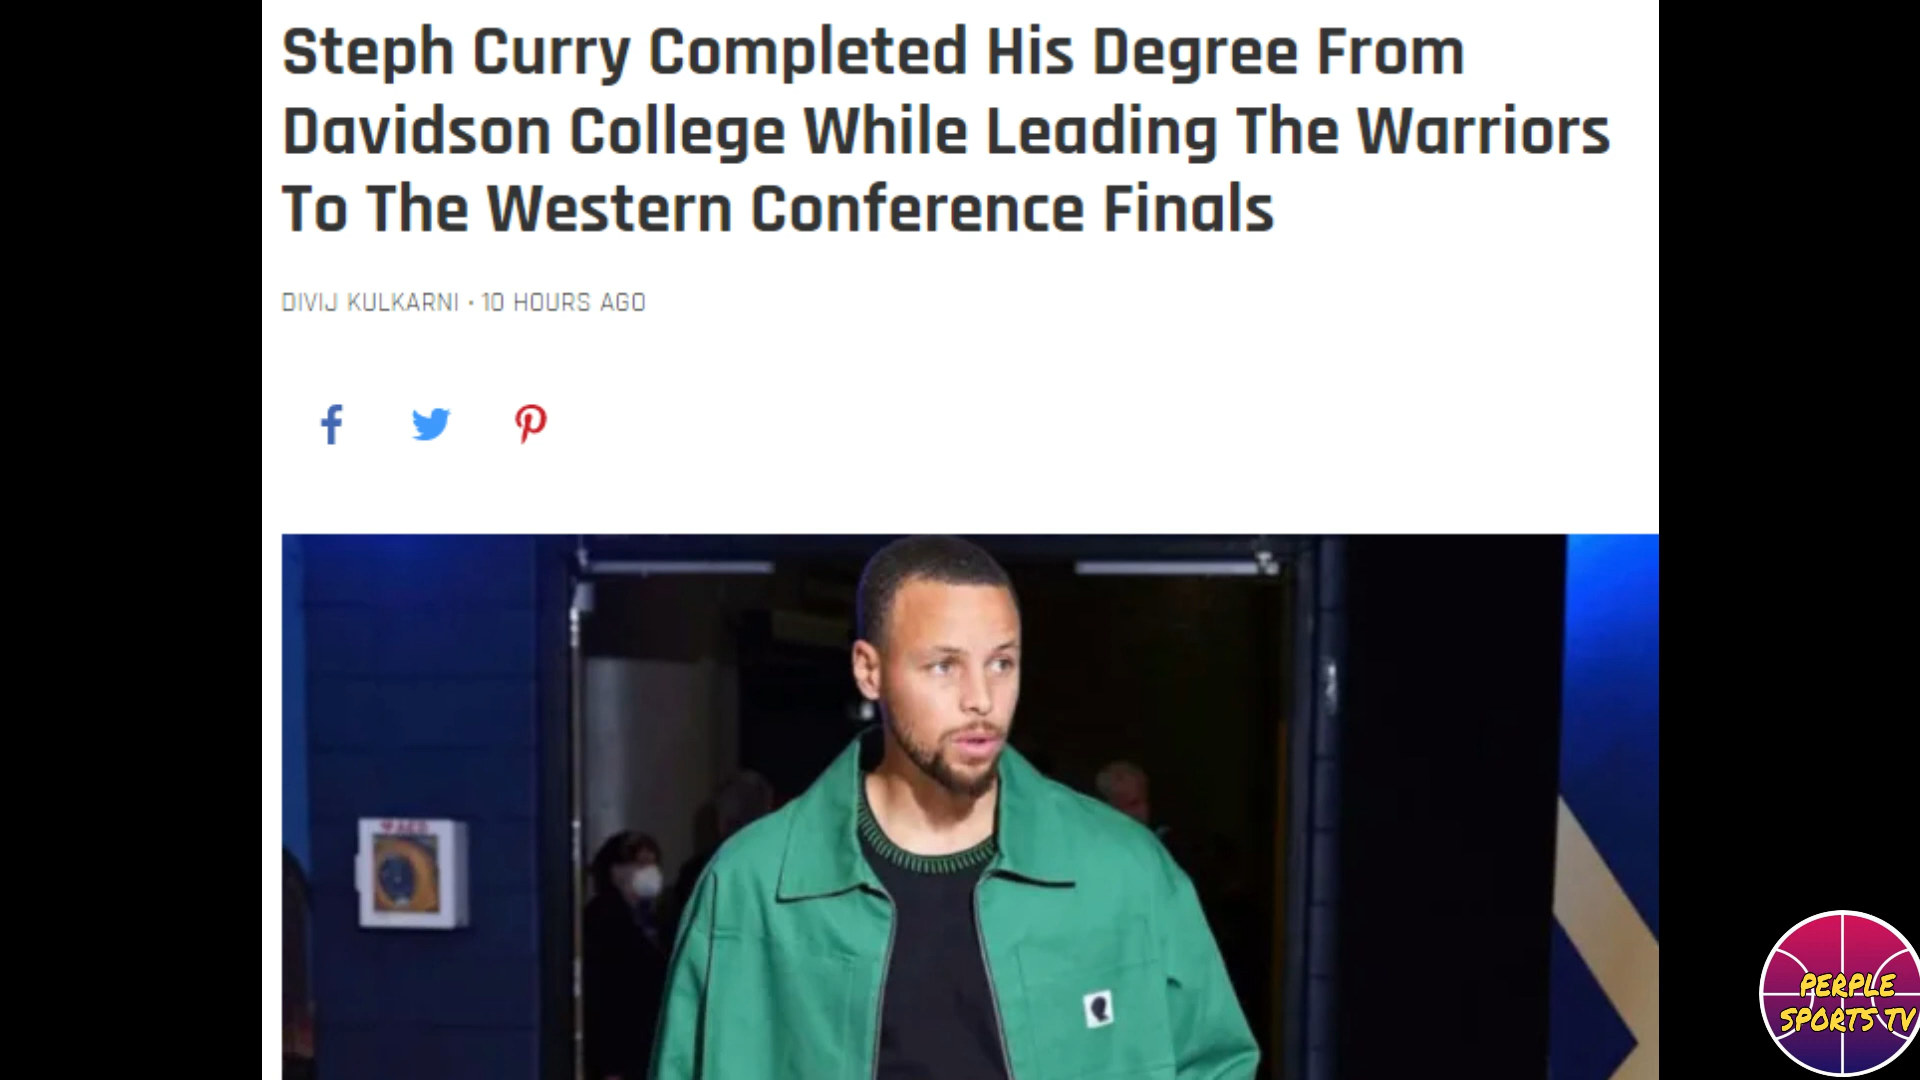 Steph Curry Completed His Degree From
Davidson College While Leading The Warriors
To The Western Conference Finals
DIVIJ KULKARNI • 10 HOURS AGO
AED
PERPLE
SPORTS TV